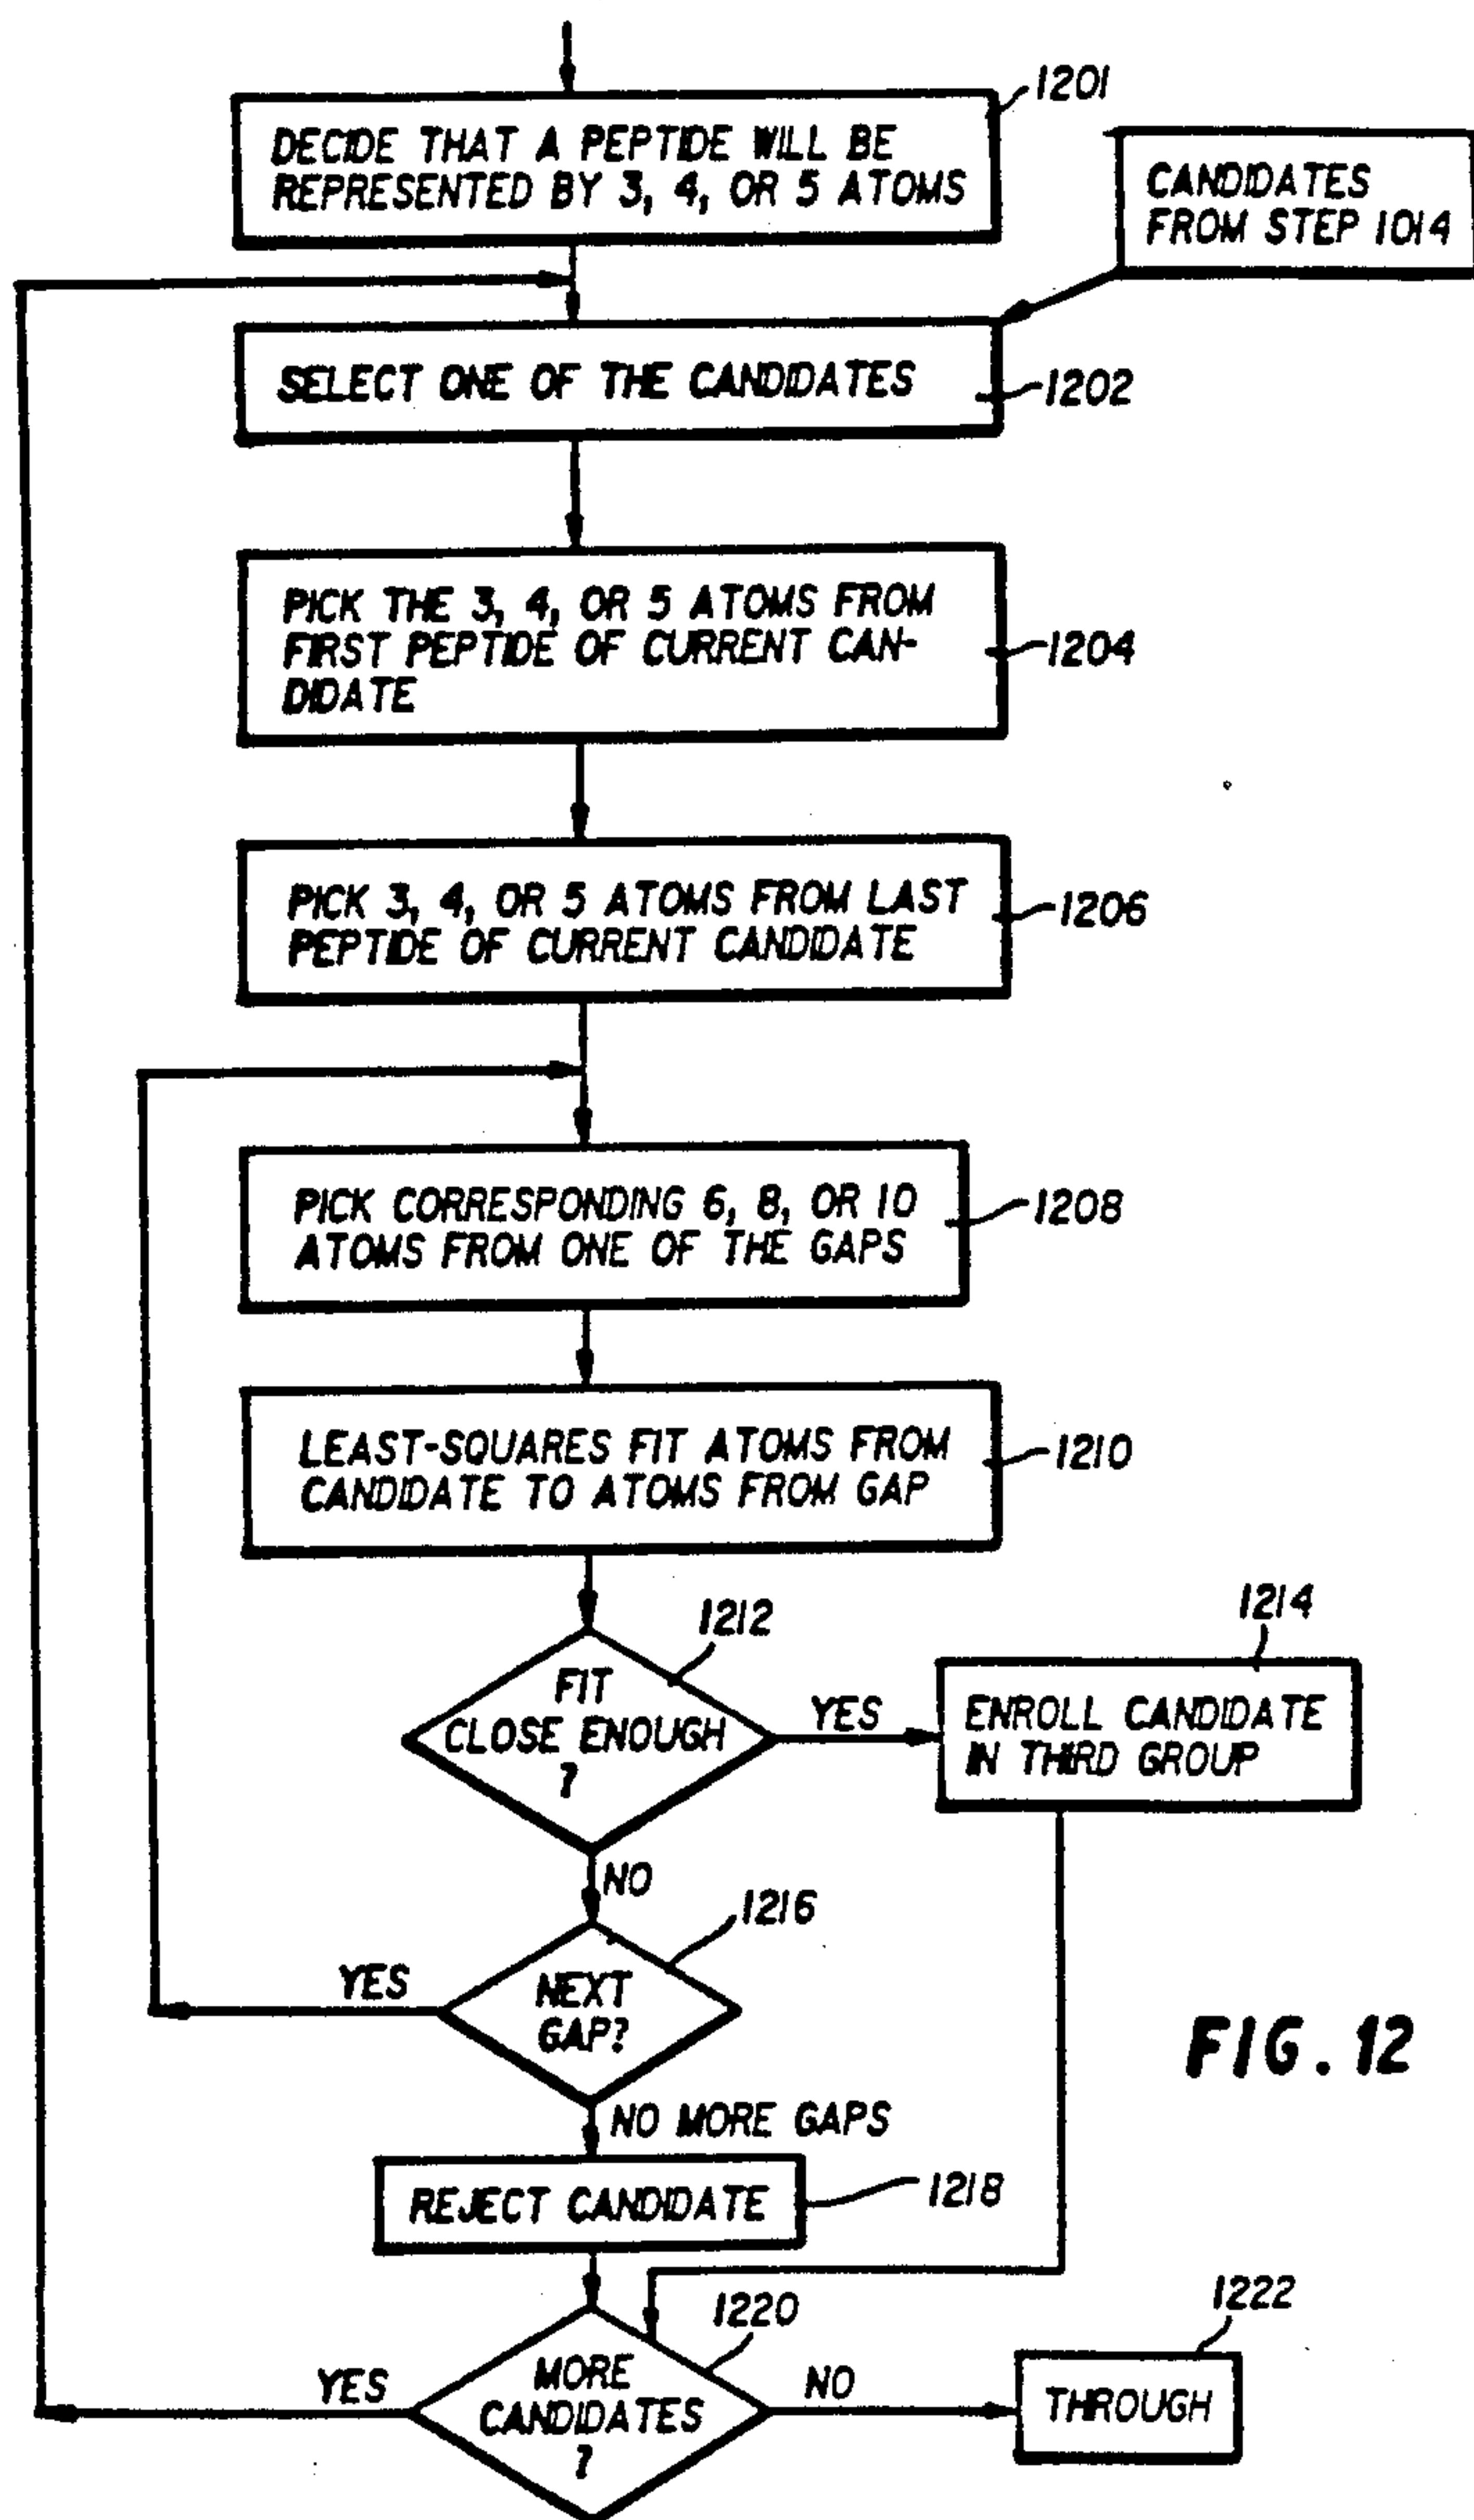 1201
DECIDE THAT A PEPTIDE WILL BE
REPRESENTED BY 3, 4, OR 5 ATOMS
CANDIDATES
FROM STEP 1014
SELECT ONE OF THE CANDIDATES
1202
PICK THE 3, 4, OR 5 ATOMS FROM
FIRST PEPTIDE OF CURRENT CAN-
DIDATE
1204
PICK 3, 4, OR 5 ATOMS FROM LAST
PEPTIDE OF CURRENT CANDIDATE
1206
PICK CORRESPONDING 6, 8, OR 10
ATOMS FROM ONE OF THE GAPS
1208
LEAST-SQUARES FIT ATOMS FROM
CANDIDATE TO ATOMS FROM GAP
1210
1212
FIT
CLOSE ENOUGH
?
YES
1214
ENROLL CANDIDATE
IN THIRD GROUP
NO
1216
NEXT
GAP?
YES
FIG. 12
NO MORE GAPS
REJECT CANDIDATE
1218
1220
MORE
CANDIDATES
?
YES
NO
1222
THROUGH